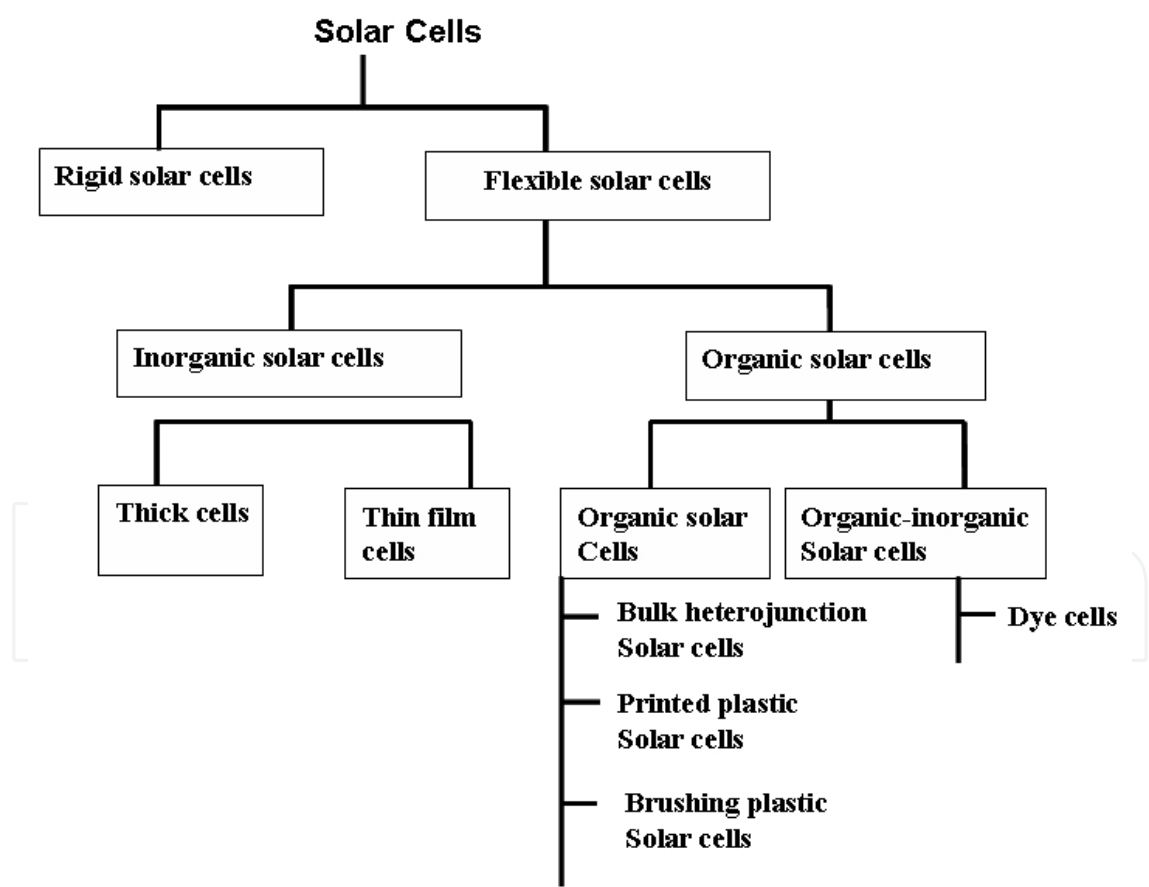 Solar Cells
Rigid solar cells
Flexible solar cells
Inorganic solar cells
Organic solar cells
Thick cells
Thin film
cells
Organic solar
Cells
Organic-inorganic
Solar cells
Bulk heterojunction
Solar cells
Dye cells
Printed plastic
Solar cells
Brushing plastic
Solar cells